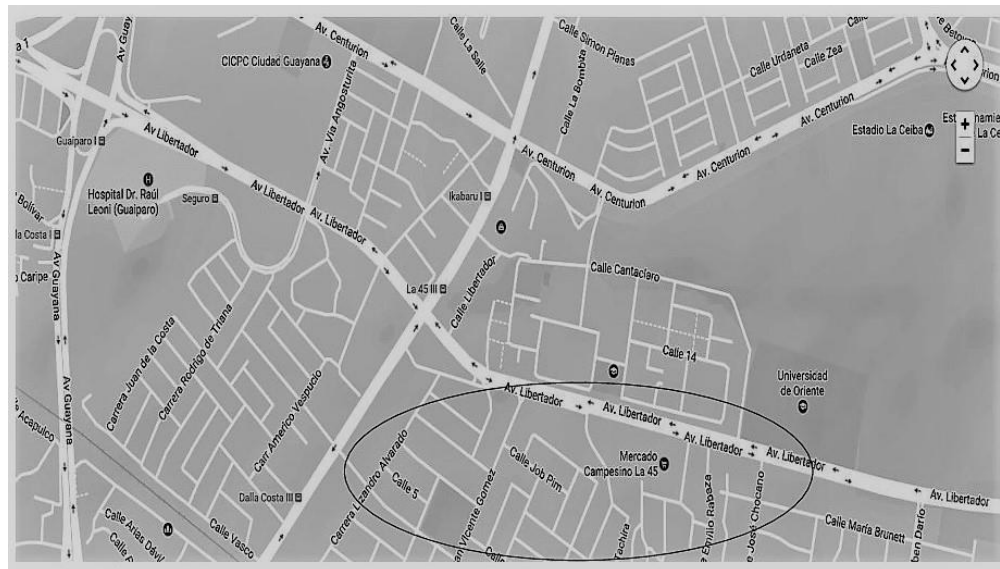 Av. Centurion
Calle La Salle
Calle Simon Planas
CICPC Ciudad Guayana
Calle La Bombita
Calle Urdaneta
Calle Zea
Av. Centurion
Av. Via Angosturita
Av Libertador
Guaiparo I
Av. Centurion
Estadio La Ceiba
Hospital Dr. Raúl
Leoni (Guaiparo)
Seguro
Av Libertador
Av. Libertador
Av. Libertador
Ikabaru I
Av. Centurion
Av. Centurion
Av Guayana
Calle Cantaclaro
La 45 III
Calle Libertador
Carrera Juan de la Costa
Carrera Rodrigo de Triana
Calle 14
Carr Americo Vespucio
Universidad
de Oriente
Av Guayana
Av. Libertador
Av. Libertador
Av. Libertador
Av. Libertador
Carrera Lizandro Alvarado
Calle 5
Calle Job Pim
Mercado
Campesino La 45
Av. Libertador
Dalla Costa III
Calle Vasco
Calle María Brunett
+
−